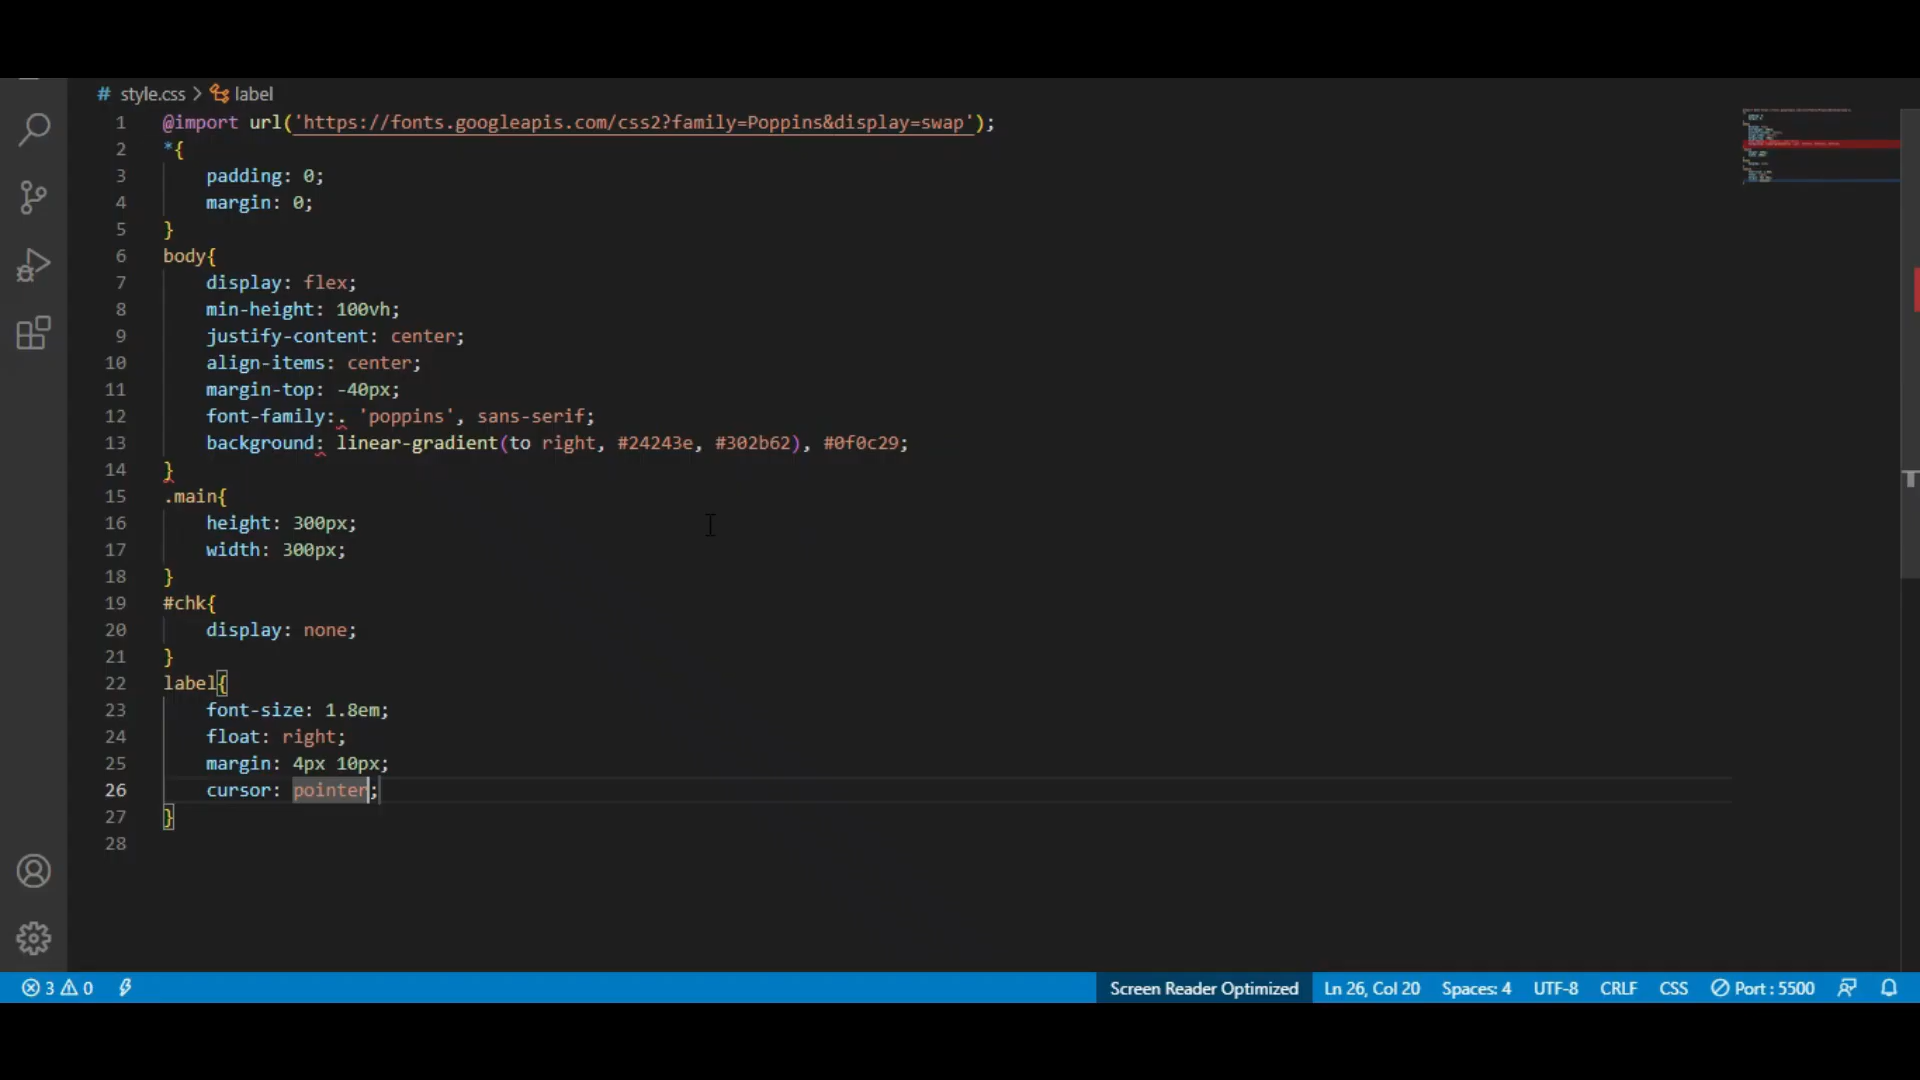 # style.css > label
1 @import url('https://fonts.googleapis.com/css2?family=Poppins&display=swap');
2 *{
3 padding: 0;
4 margin: 0;
5 }
6 body{
7 display: flex;
8 min-height: 100vh;
9 justify-content: center;
10 align-items: center;
11 margin-top: -40px;
12 font-family:. 'poppins', sans-serif;
13 background: linear-gradient(to right, #24243e, #302b62), #0f0c29;
14 }
15 .main{
16 height: 300px;
17 width: 300px;
18 }
19 #chk{
20 display: none;
21 }
22 label{
23 font-size: 1.8em;
24 float: right;
25 margin: 4px 10px;
26 cursor: pointer;
27 }
28
3 0 Screen Reader Optimized Ln 26, Col 20 Spaces: 4 UTF-8 CRLF CSS Port : 5500